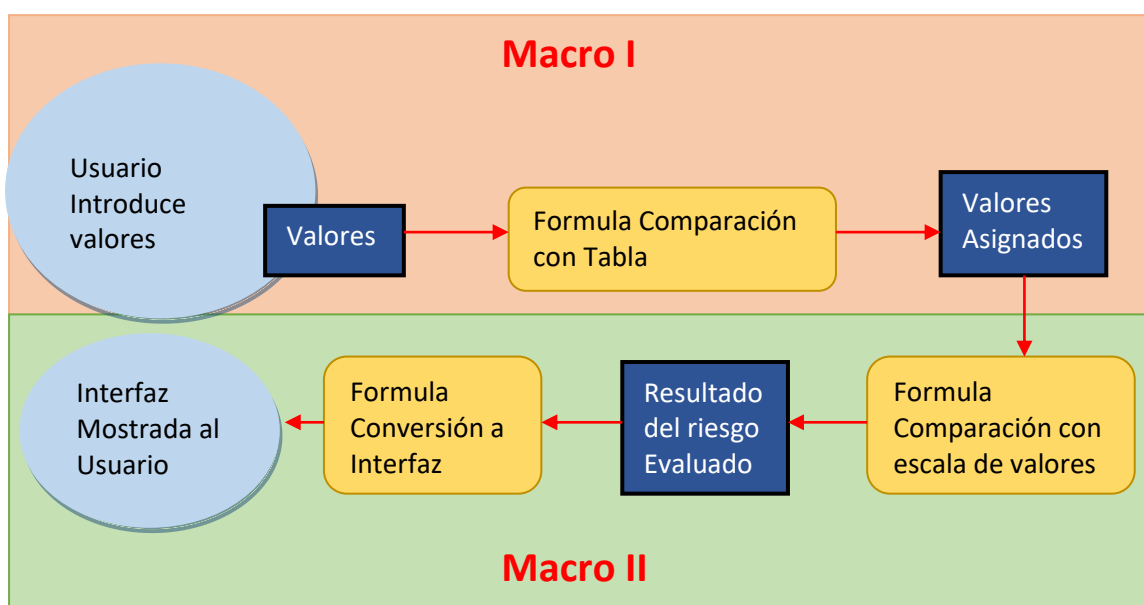 Macro I
Usuario
Introduce
valores
Valores
Formula Comparación
con Tabla
Valores
Asignados
Interfaz
Mostrada al
Usuario
Formula
Conversión a
Interfaz
Resultado
del riesgo
Evaluado
Formula
Comparación con
escala de valores
Macro II